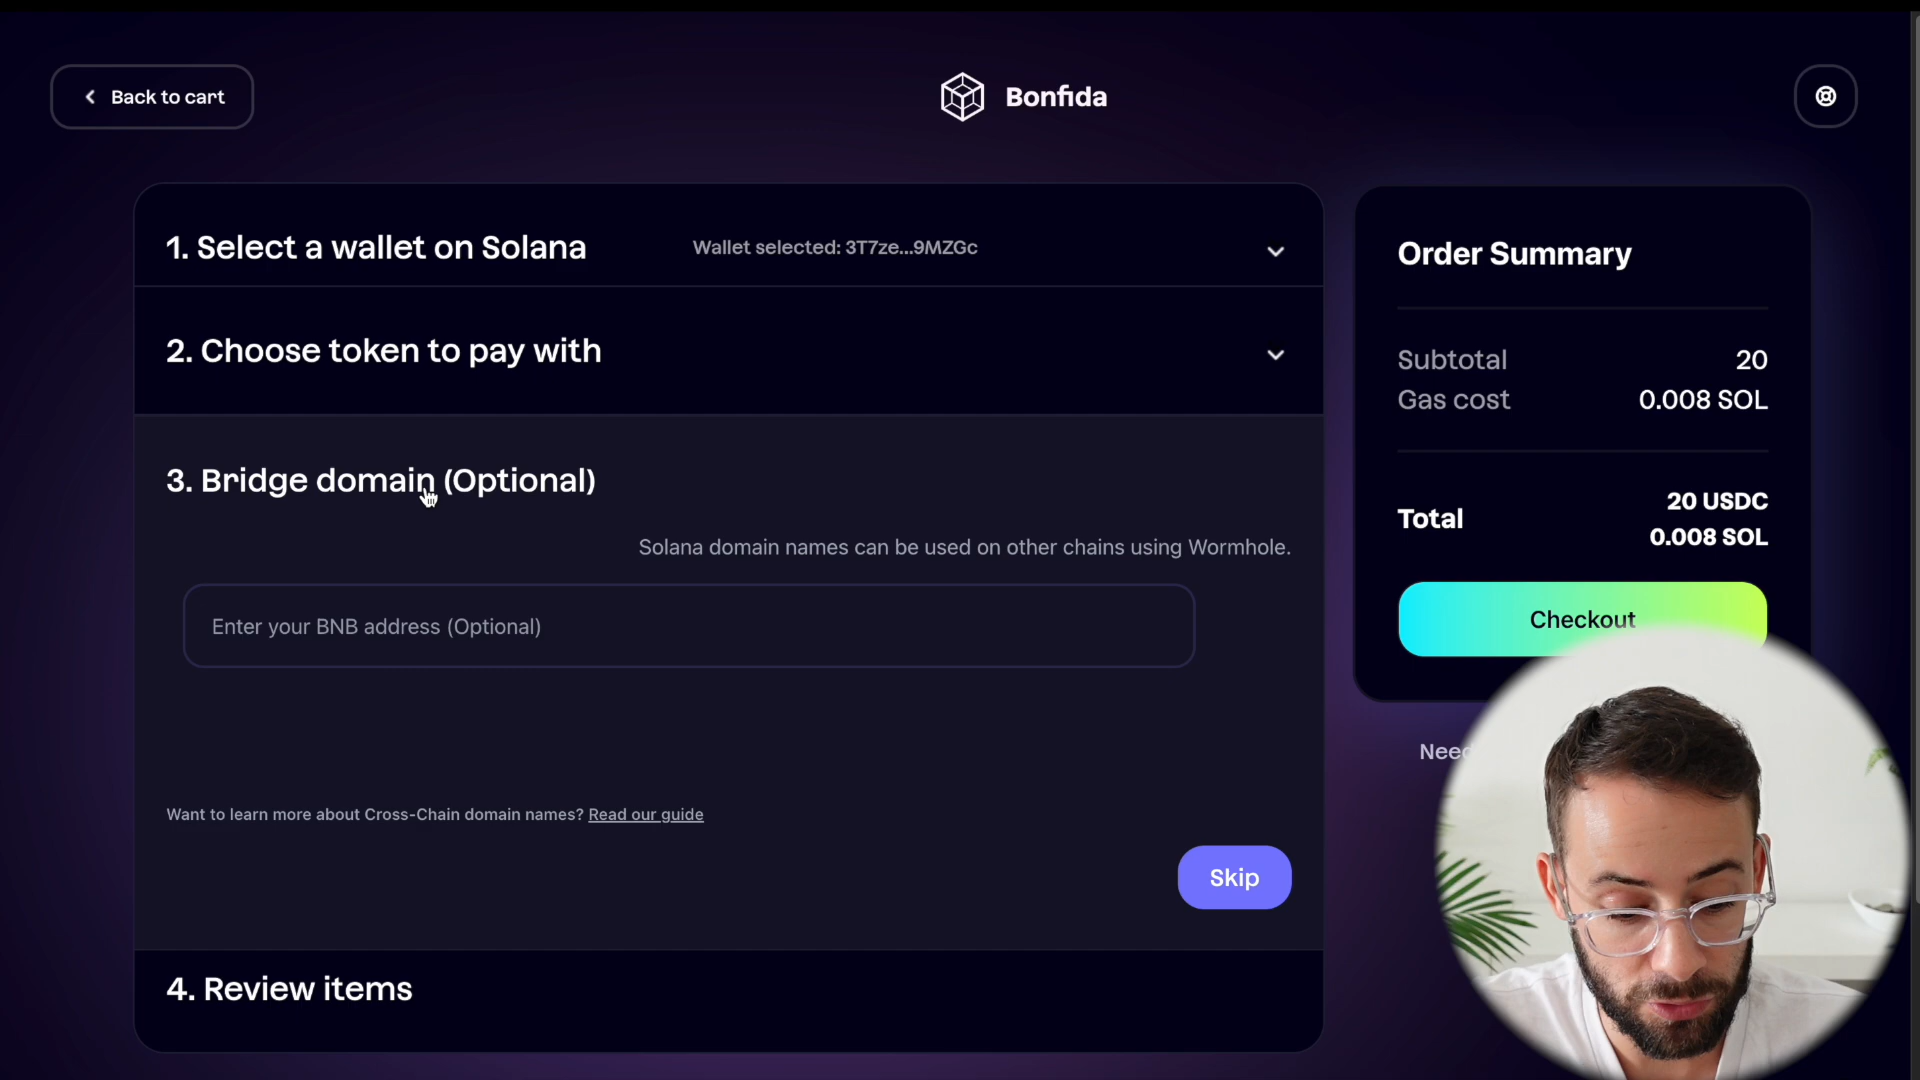 Back to cart
Bonfida
1. Select a wallet on Solana
Wallet selected: 3T7ze...9MZGc
2. Choose token to pay with
3. Bridge domain (Optional)
Solana domain names can be used on other chains using Wormhole.
Enter your BNB address (Optional)
Want to learn more about Cross-Chain domain names? Read our guide
Skip
4. Review items
Order Summary
Subtotal 20
Gas cost 0.008 SOL
Total 20 USDC
0.008 SOL
Checkout